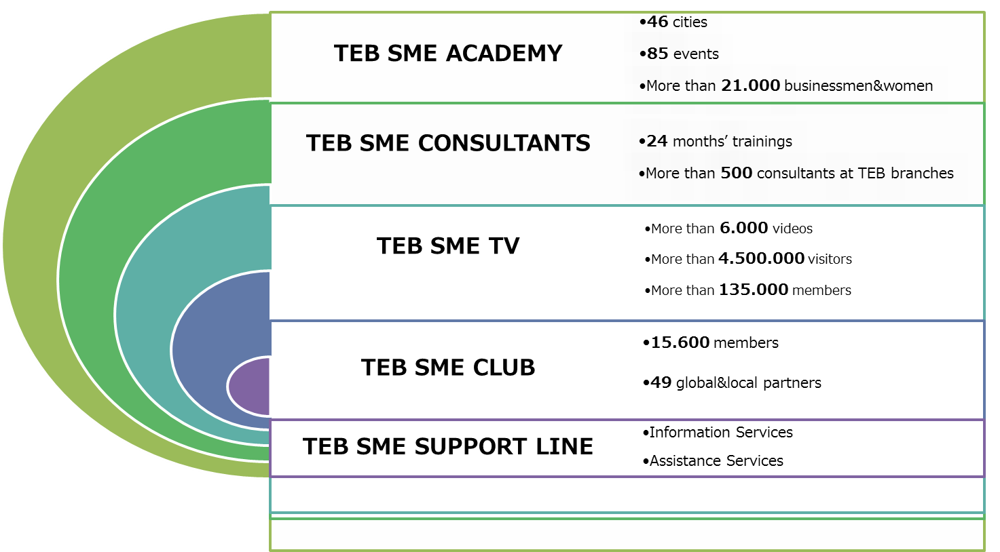 TEB SME ACADEMY
•46 cities
•85 events
•More than 21.000 businessmen&women
TEB SME CONSULTANTS
•24 months’ trainings
•More than 500 consultants at TEB branches
TEB SME TV
•More than 6.000 videos
•More than 4.500.000 visitors
•More than 135.000 members
TEB SME CLUB
•15.600 members
•49 global&local partners
TEB SME SUPPORT LINE
•Information Services
•Assistance Services